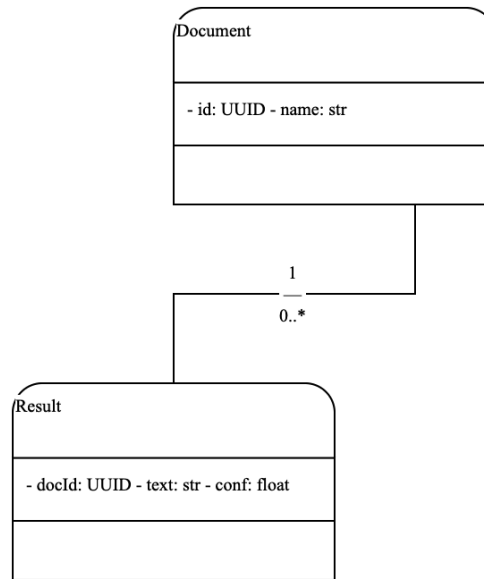 Document
- id: UUID - name: str
1
0..*
Result
- docId: UUID - text: str - conf: float